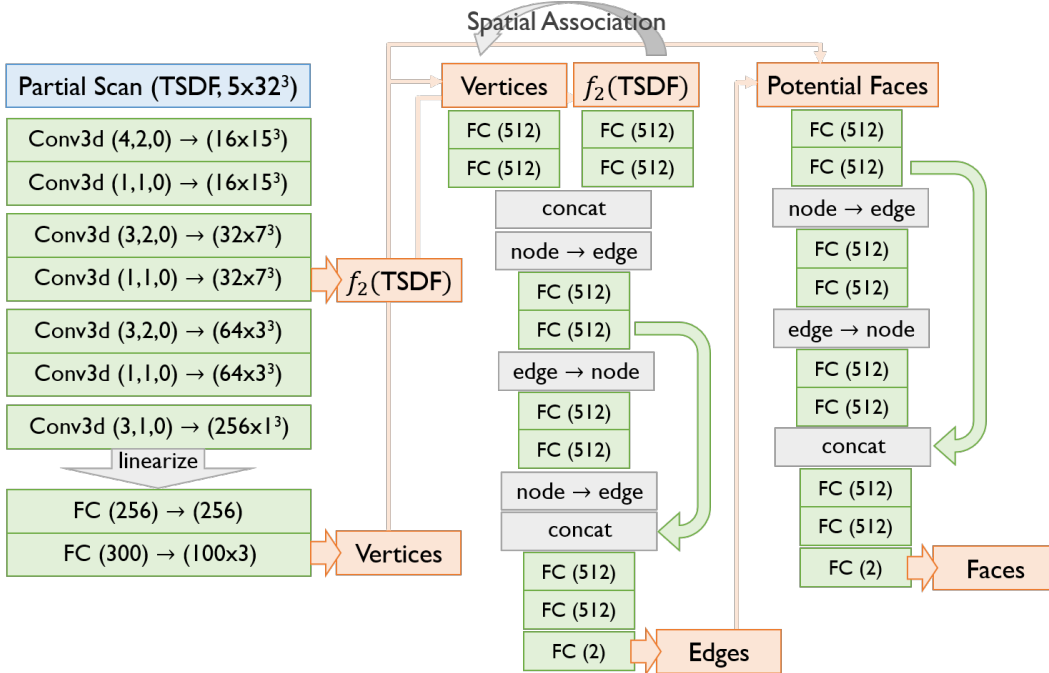 Spatial Association
Partial Scan (TSDF, 5x32³)
Conv3d (4,2,0) → (16x15³)
Conv3d (1,1,0) → (16x15³)
Conv3d (3,2,0) → (32x7³)
Conv3d (1,1,0) → (32x7³)
Conv3d (3,2,0) → (64x3³)
Conv3d (1,1,0) → (64x3³)
Conv3d (3,1,0) → (256x1³)
linearize
FC (256) → (256)
FC (300) → (100x3)
f₂(TSDF)
Vertices
Vertices
FC (512)
FC (512)
f₂(TSDF)
FC (512)
FC (512)
concat
node → edge
FC (512)
FC (512)
edge → node
FC (512)
FC (512)
node → edge
concat
FC (512)
FC (512)
FC (2)
Edges
Potential Faces
FC (512)
FC (512)
node → edge
FC (512)
FC (512)
edge → node
FC (512)
FC (512)
concat
FC (512)
FC (512)
FC (2)
Faces